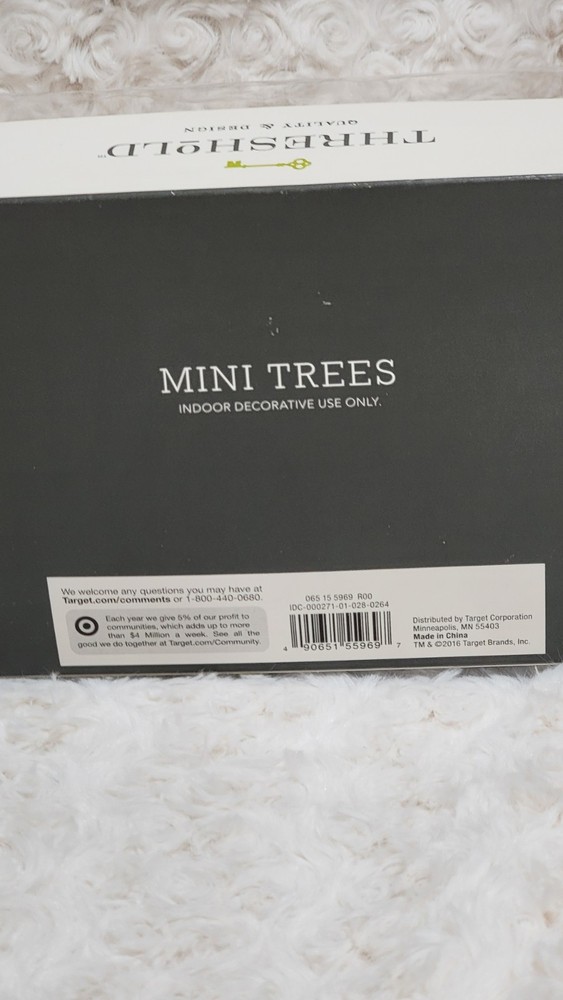 THRESHOLD™
QUALITY & DESIGN
MINI TREES
INDOOR DECORATIVE USE ONLY.
We welcome any questions you may have at
Target.com/comments or 1-800-440-0680.
Each year we give 5% of our profit to
communities, which adds up to more
than $4 Million a week. See all the
good we do together at Target.com/Community.
065 15 5969 R00
IDC-000271-01-028-0264
4 90651 55969 7
Distributed by Target Corporation
Minneapolis, MN 55403
Made in China
TM & ©2016 Target Brands, Inc.